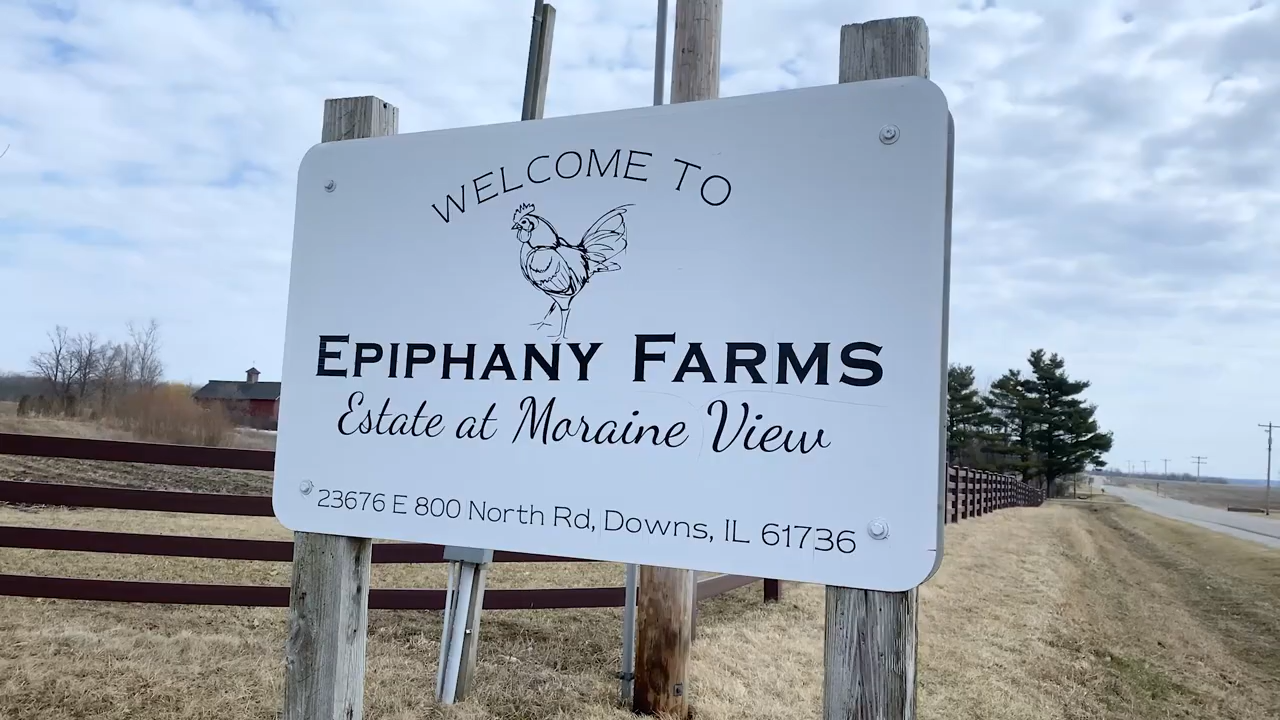 WELCOME TO
EPIPHANY FARMS
Estate at Moraine View
23676 E 800 North Rd, Downs, IL 61736